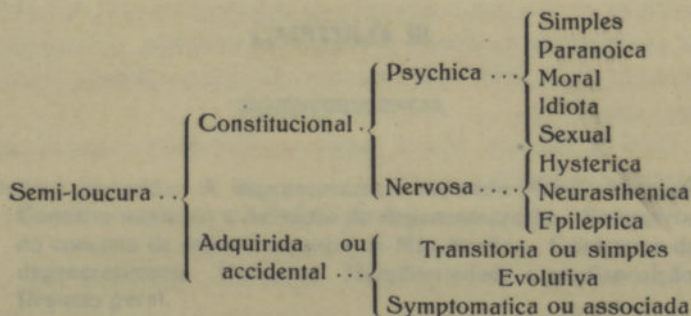 Simples
Paranoica
Psychica ... Moral
Idiota
Constitucional . Sexual
Hysterica
Semi-loucura .. Nervosa .... Neurasthenica
Epileptica
Adquirida ou
accidental ... Transitoria ou simples
Evolutiva
Symptomatica ou associada